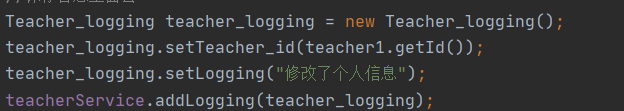 Teacher_logging teacher_logging = new Teacher_logging();
teacher_logging.setTeacher_id(teacher1.getId());
teacher_logging.setLogging("修改了个人信息");
teacherService.addLogging(teacher_logging);